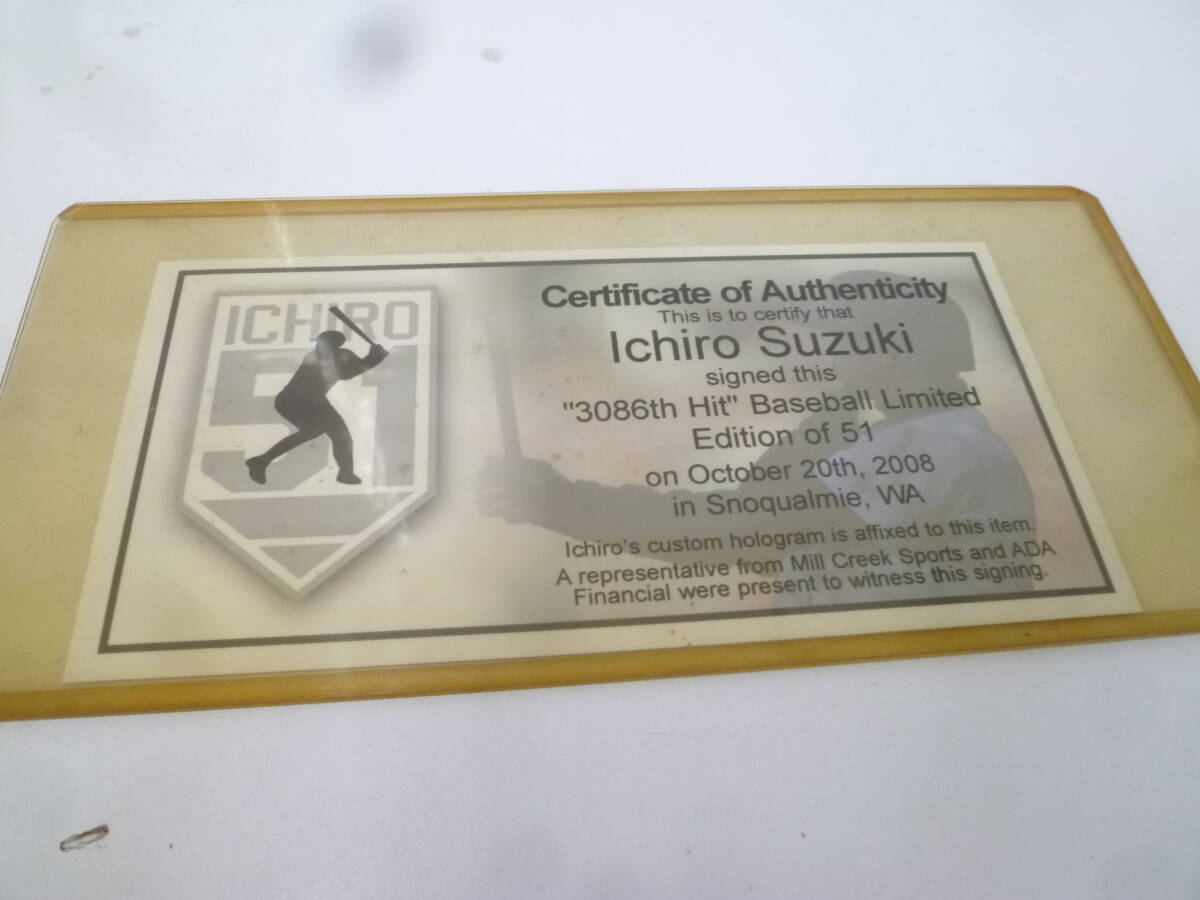 ICHIRO
51
Certificate of Authenticity
This is to certify that
Ichiro Suzuki
signed this
"3086th Hit" Baseball Limited
Edition of 51
on October 20th, 2008
in Snoqualmie, WA
Ichiro's custom hologram is affixed to this item.
A representative from Mill Creek Sports and ADA
Financial were present to witness this signing.